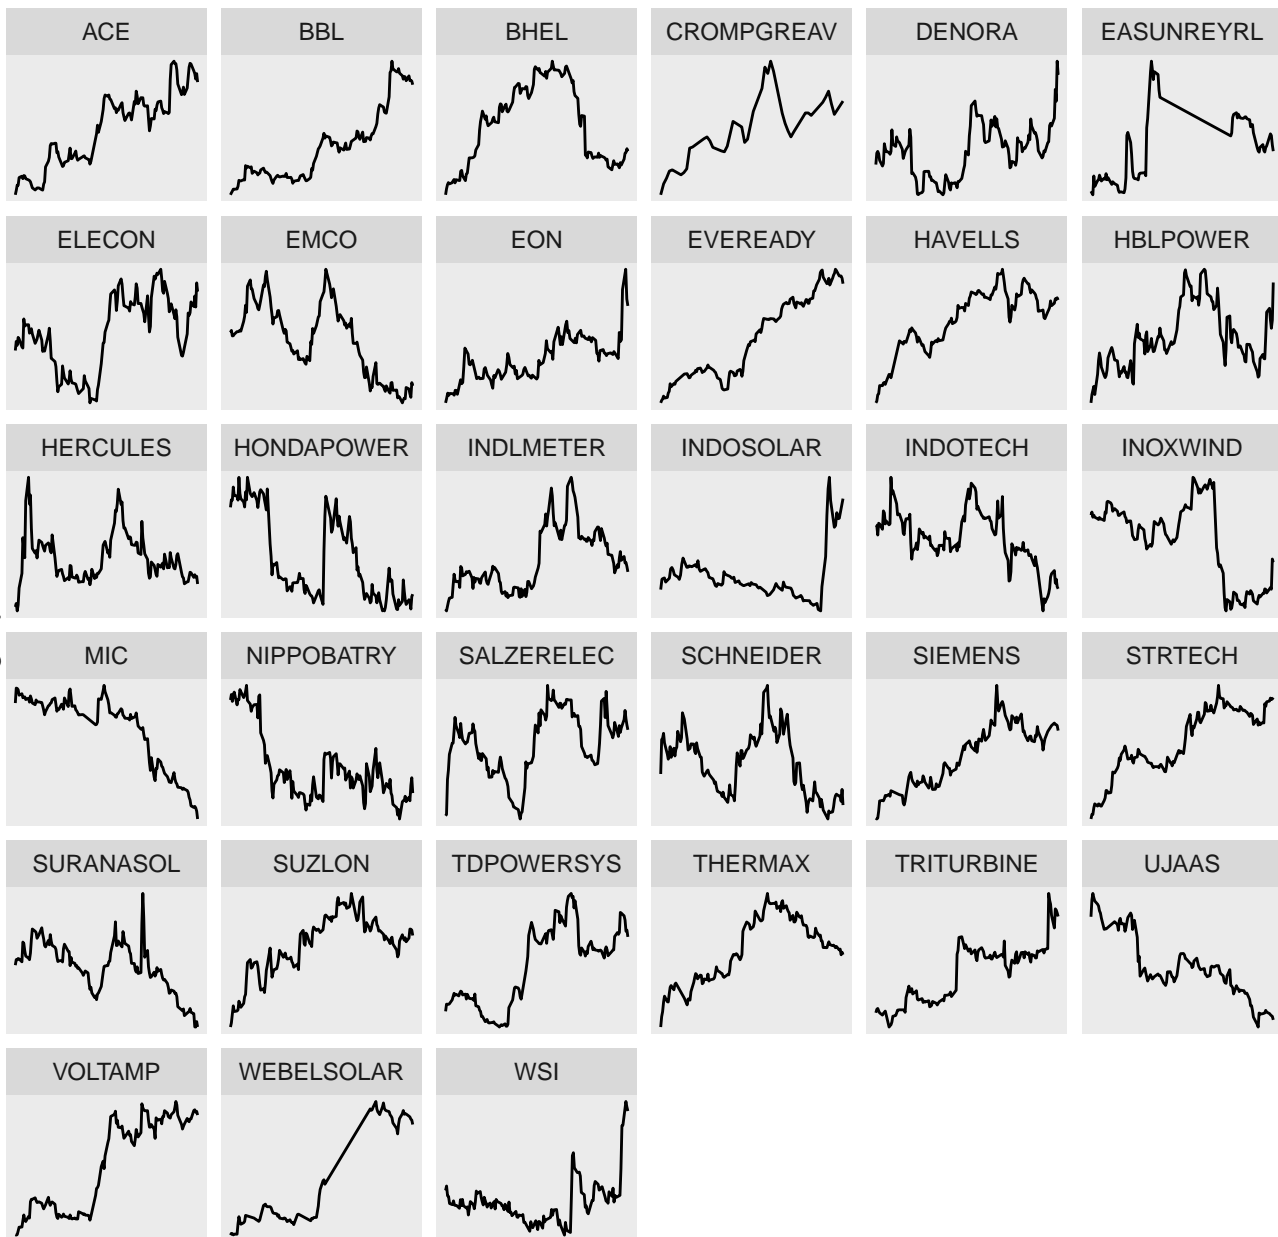 ACE BBL BHEL CROMPGREAV DENORA EASUNREYRL
ELECON EMCO EON EVEREADY HAVELLS HBLPOWER
HERCULES HONDAPOWER INDLMETER INDOSOLAR INDOTECH INOXWIND
MIC NIPPOBATRY SALZERELEC SCHNEIDER SIEMENS STRTECH
SURANASOL SUZLON TDPOWERSYS THERMAX TRITURBINE UJAAS
VOLTAMP WEBELSOLAR WSI